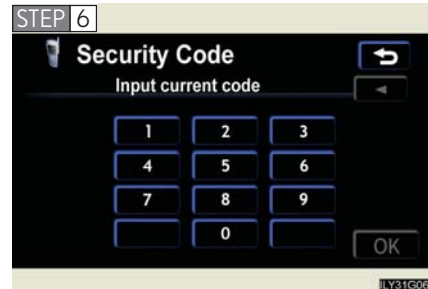 STEP 6
Security Code
Input current code
1 2 3
4 5 6
7 8 9
0
OK
ILY31G06